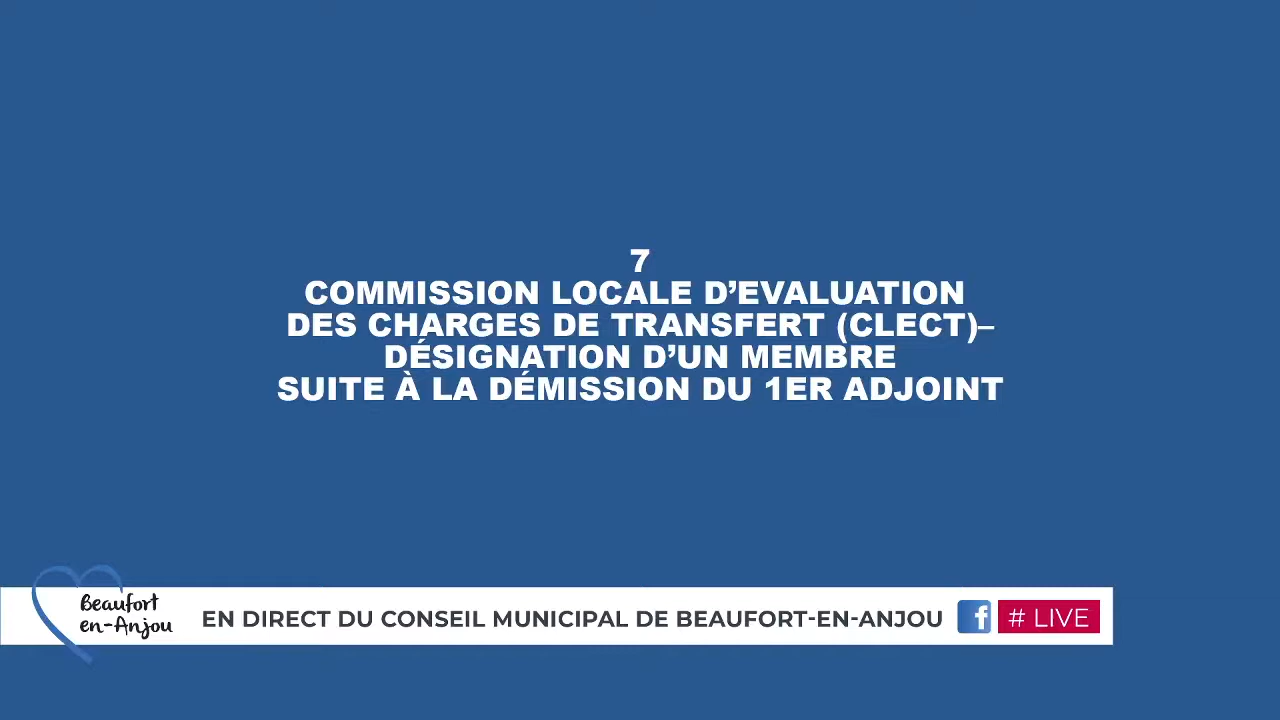 7
COMMISSION LOCALE D’EVALUATION
DES CHARGES DE TRANSFERT (CLECT)–
DÉSIGNATION D’UN MEMBRE
SUITE À LA DÉMISSION DU 1ER ADJOINT
Beaufort
en-Anjou
EN DIRECT DU CONSEIL MUNICIPAL DE BEAUFORT-EN-ANJOU f # LIVE